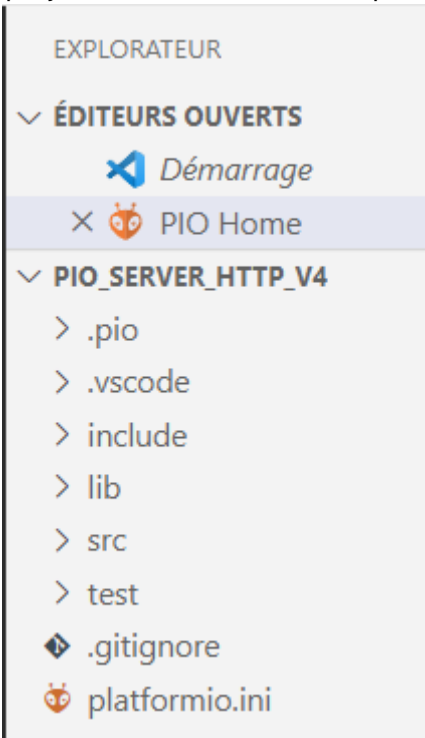 EXPLORATEUR
ÉDITEURS OUVERTS
Démarrage
PIO Home
PIO_SERVER_HTTP_V4
.pio
.vscode
include
lib
src
test
.gitignore
platformio.ini